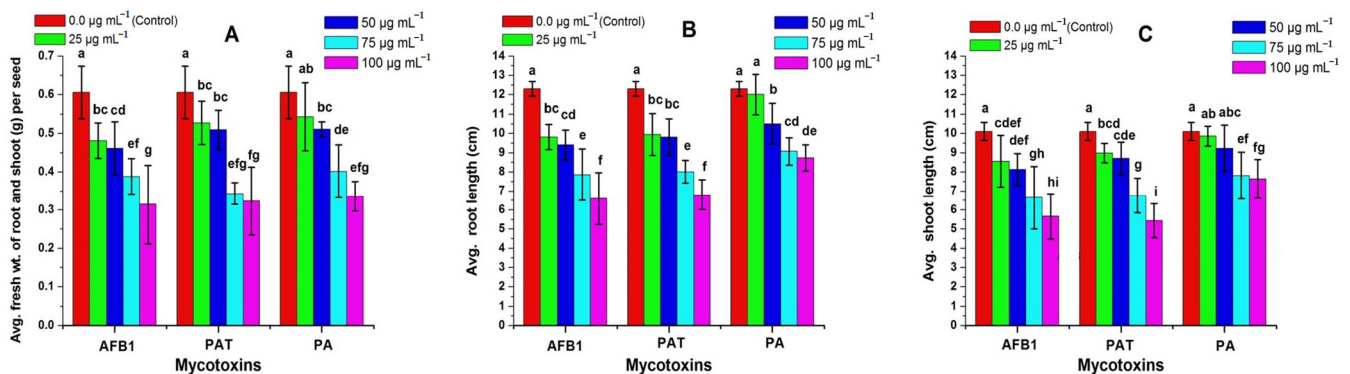 0.0 µg mL⁻¹(Control)
25 µg mL⁻¹
50 µg mL⁻¹
75 µg mL⁻¹
100 µg mL⁻¹
A
Avg. fresh wt. of root and shoot (g) per seed
0.7
0.6
0.5
0.4
0.3
0.2
0.1
0.0
a bc cd ef g
a bc bc efg fg
a ab bc de efg
AFB1 PAT PA
Mycotoxins
0.0 µg mL⁻¹(Control)
25 µg mL⁻¹
50 µg mL⁻¹
75 µg mL⁻¹
100 µg mL⁻¹
B
Avg. root length (cm)
14
13
12
11
10
9
8
7
6
5
4
3
2
1
0
a bc cd e f
a bc bc e f
a a b cd de
AFB1 PAT PA
Mycotoxins
0.0 µg mL⁻¹(Control)
25 µg mL⁻¹
50 µg mL⁻¹
75 µg mL⁻¹
100 µg mL⁻¹
C
Avg. shoot length (cm)
14
13
12
11
10
9
8
7
6
5
4
3
2
1
0
a cdef def gh hi
a bcd cde g i
a ab abc ef fg
AFB1 PAT PA
Mycotoxins